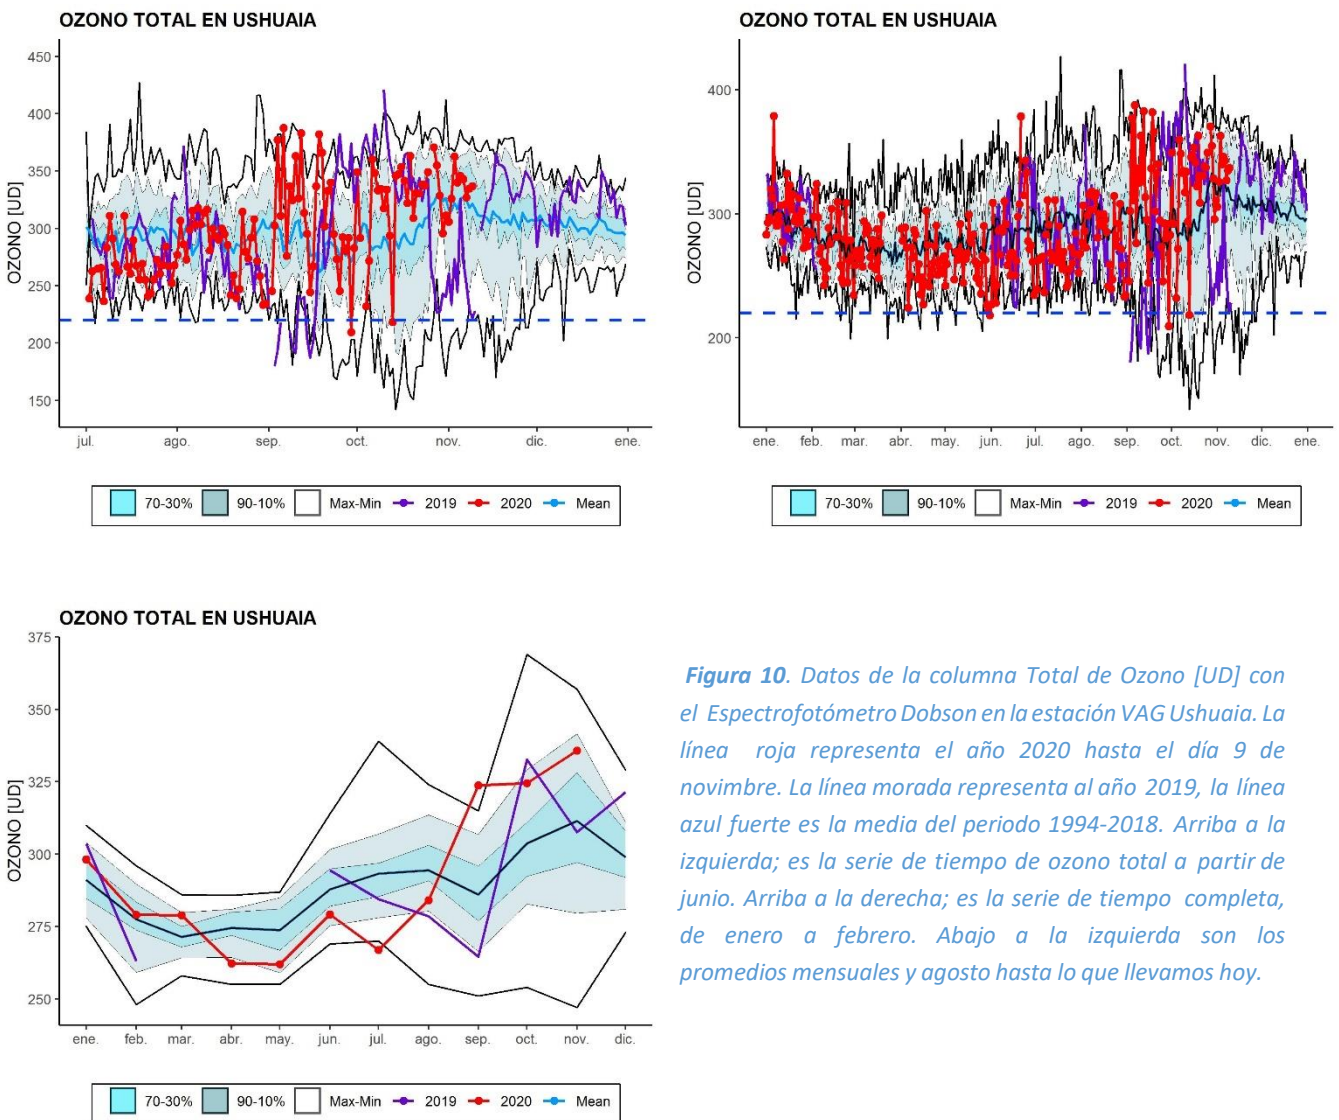 OZONO TOTAL EN USHUAIA
450
400
350
300
250
200
150
OZONO [UD]
jul. ago. sep. oct. nov. dic. ene.
70-30% 90-10% Max-Min 2019 2020 Mean
OZONO TOTAL EN USHUAIA
400
300
200
OZONO [UD]
ene. feb. mar. abr. may. jun. jul. ago. sep. oct. nov. dic. ene.
70-30% 90-10% Max-Min 2019 2020 Mean
OZONO TOTAL EN USHUAIA
375
350
325
300
275
250
OZONO [UD]
ene. feb. mar. abr. may. jun. jul. ago. sep. oct. nov. dic.
70-30% 90-10% Max-Min 2019 2020 Mean
Figura 10. Datos de la columna Total de Ozono [UD] con
el Espectrofotómetro Dobson en la estación VAG Ushuaia. La
línea roja representa el año 2020 hasta el día 9 de
novimbre. La línea morada representa al año 2019, la línea
azul fuerte es la media del periodo 1994-2018. Arriba a la
izquierda; es la serie de tiempo de ozono total a partir de
junio. Arriba a la derecha; es la serie de tiempo completa,
de enero a febrero. Abajo a la izquierda son los
promedios mensuales y agosto hasta lo que llevamos hoy.